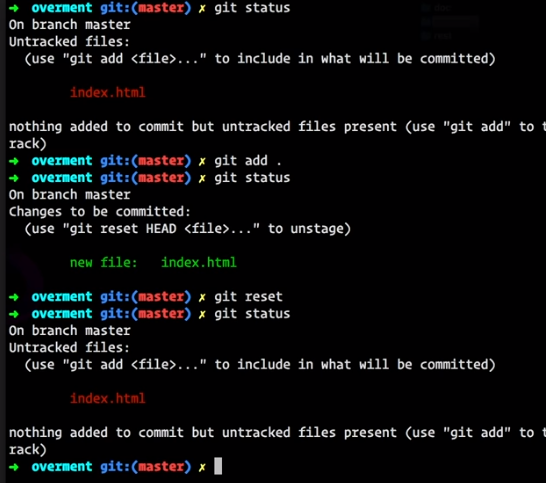 ➜ overment git:(master) ✗ git status
On branch master
Untracked files:
(use "git add <file>..." to include in what will be committed)
index.html
nothing added to commit but untracked files present (use "git add" to t
rack)
➜ overment git:(master) ✗ git add .
➜ overment git:(master) ✗ git status
On branch master
Changes to be committed:
(use "git reset HEAD <file>..." to unstage)
new file: index.html
➜ overment git:(master) ✗ git reset
➜ overment git:(master) ✗ git status
On branch master
Untracked files:
(use "git add <file>..." to include in what will be committed)
index.html
nothing added to commit but untracked files present (use "git add" to t
rack)
➜ overment git:(master) ✗